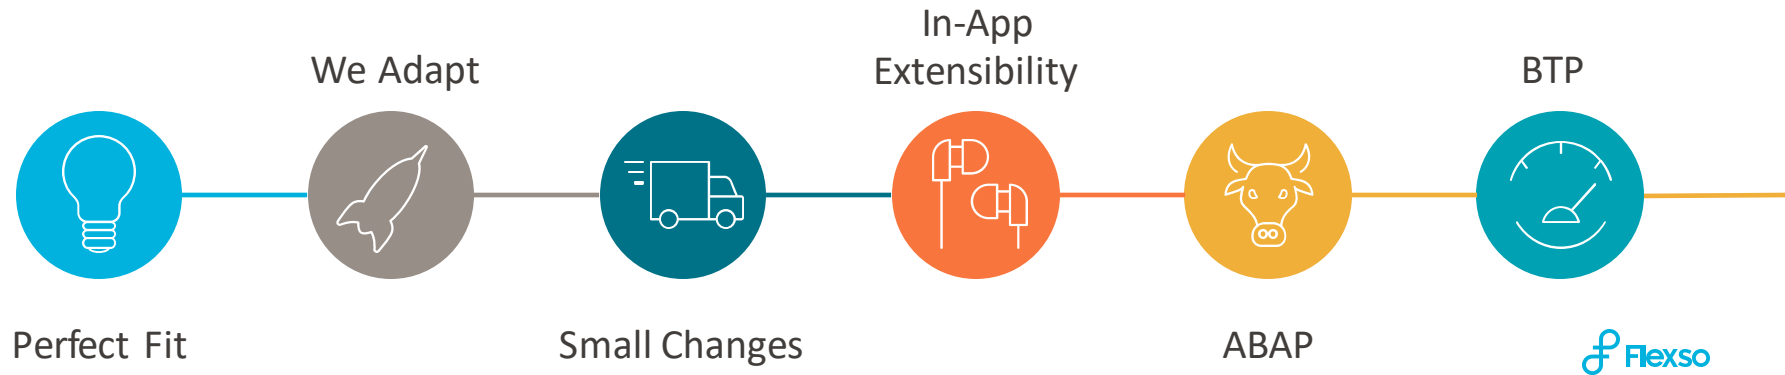 Perfect Fit
We Adapt
Small Changes
In-App
Extensibility
ABAP
BTP
Flexso